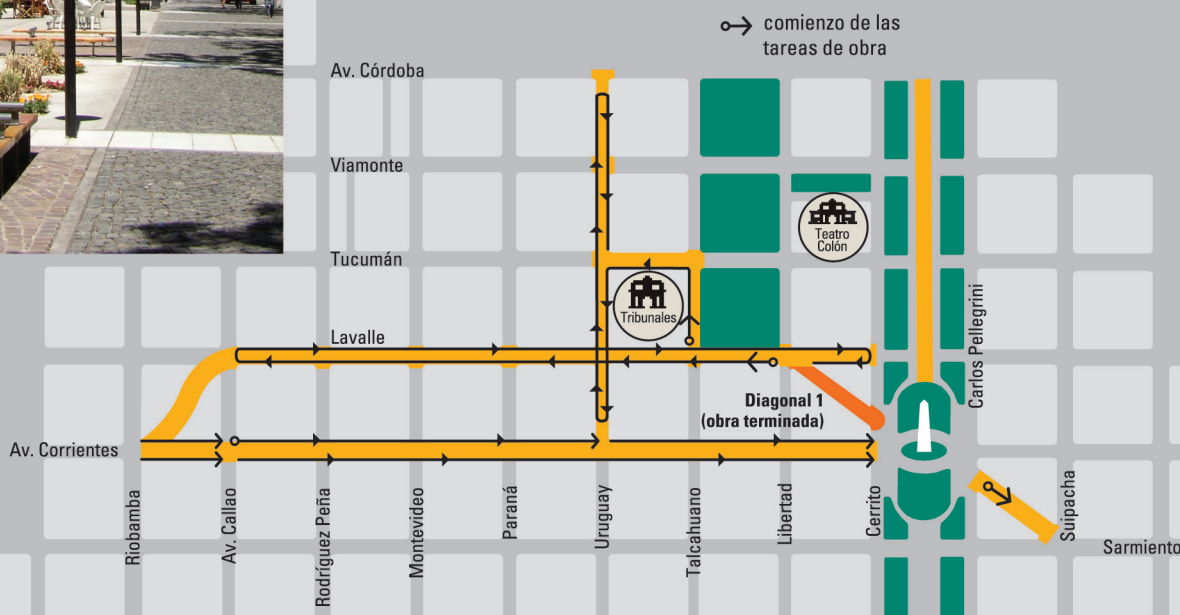 comienzo de las
tareas de obra
Av. Córdoba
Viamonte
Teatro
Colón
Tucumán
Tribunales
Lavalle
Carlos Pellegrini
Diagonal 1
(obra terminada)
Av. Corrientes
Riobamba
Av. Callao
Rodríguez Peña
Montevideo
Paraná
Uruguay
Talcahuano
Libertad
Cerrito
Suipacha
Sarmiento